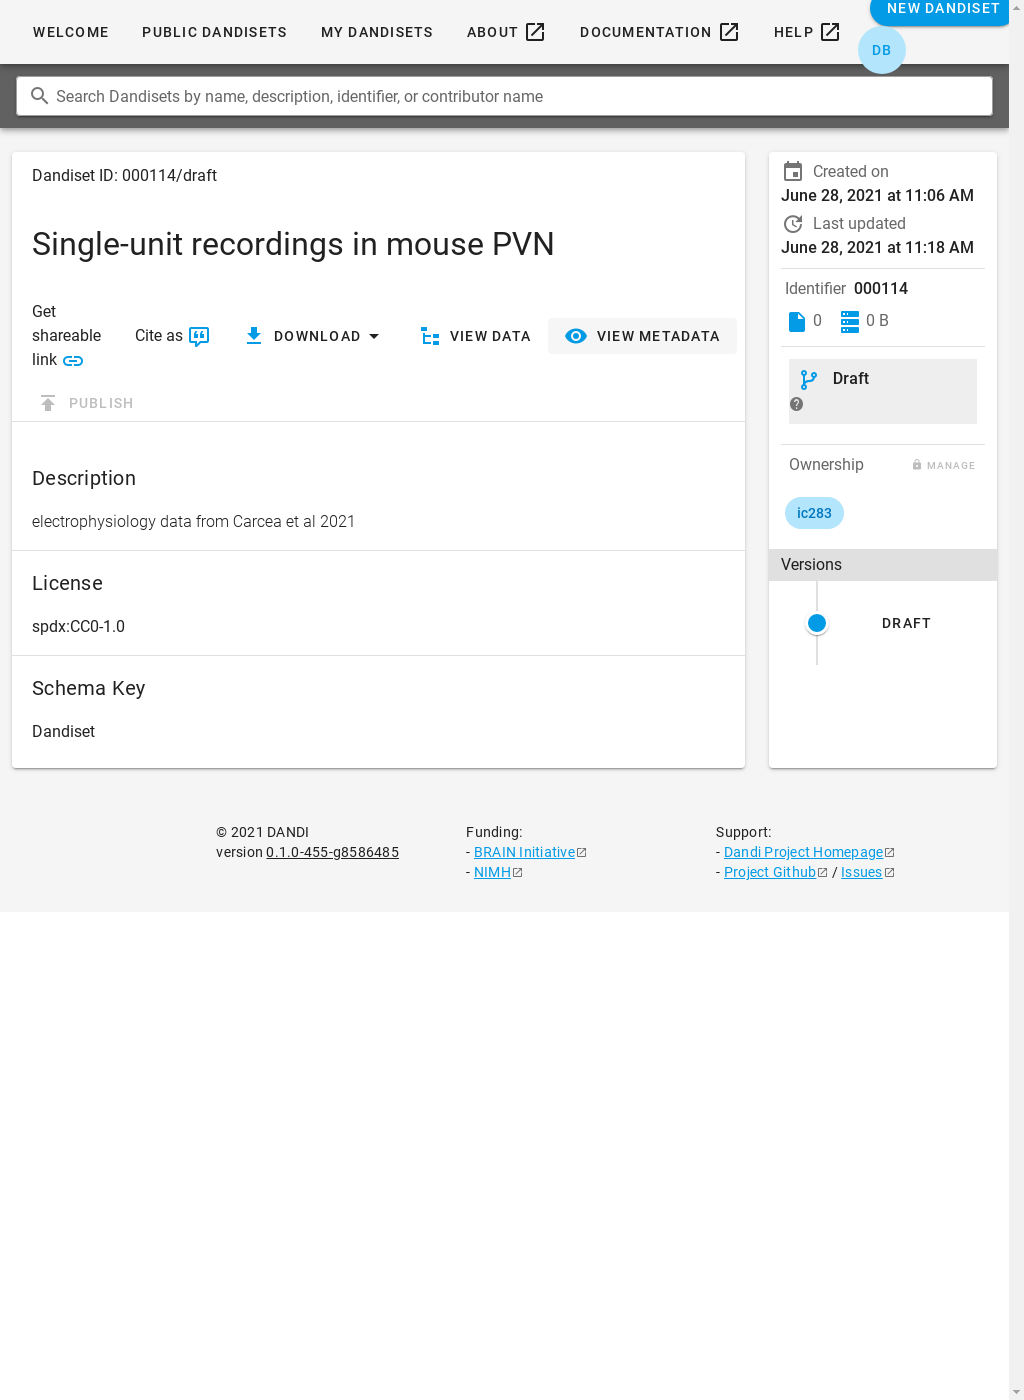 WELCOME
PUBLIC DANDISETS
MY DANDISETS
ABOUT
DOCUMENTATION
HELP
NEW DANDISET
DB
Search Dandisets by name, description, identifier, or contributor name
Dandiset ID: 000114/draft
Single-unit recordings in mouse PVN
Get
shareable
link
Cite as
DOWNLOAD
VIEW DATA
VIEW METADATA
PUBLISH
Description
electrophysiology data from Carcea et al 2021
License
spdx:CC0-1.0
Schema Key
Dandiset
Created on
June 28, 2021 at 11:06 AM
Last updated
June 28, 2021 at 11:18 AM
Identifier 000114
0
0 B
Draft
Ownership
MANAGE
ic283
Versions
DRAFT
© 2021 DANDI
version 0.1.0-455-g8586485
Funding:
- BRAIN Initiative
- NIMH
Support:
- Dandi Project Homepage
- Project Github / Issues